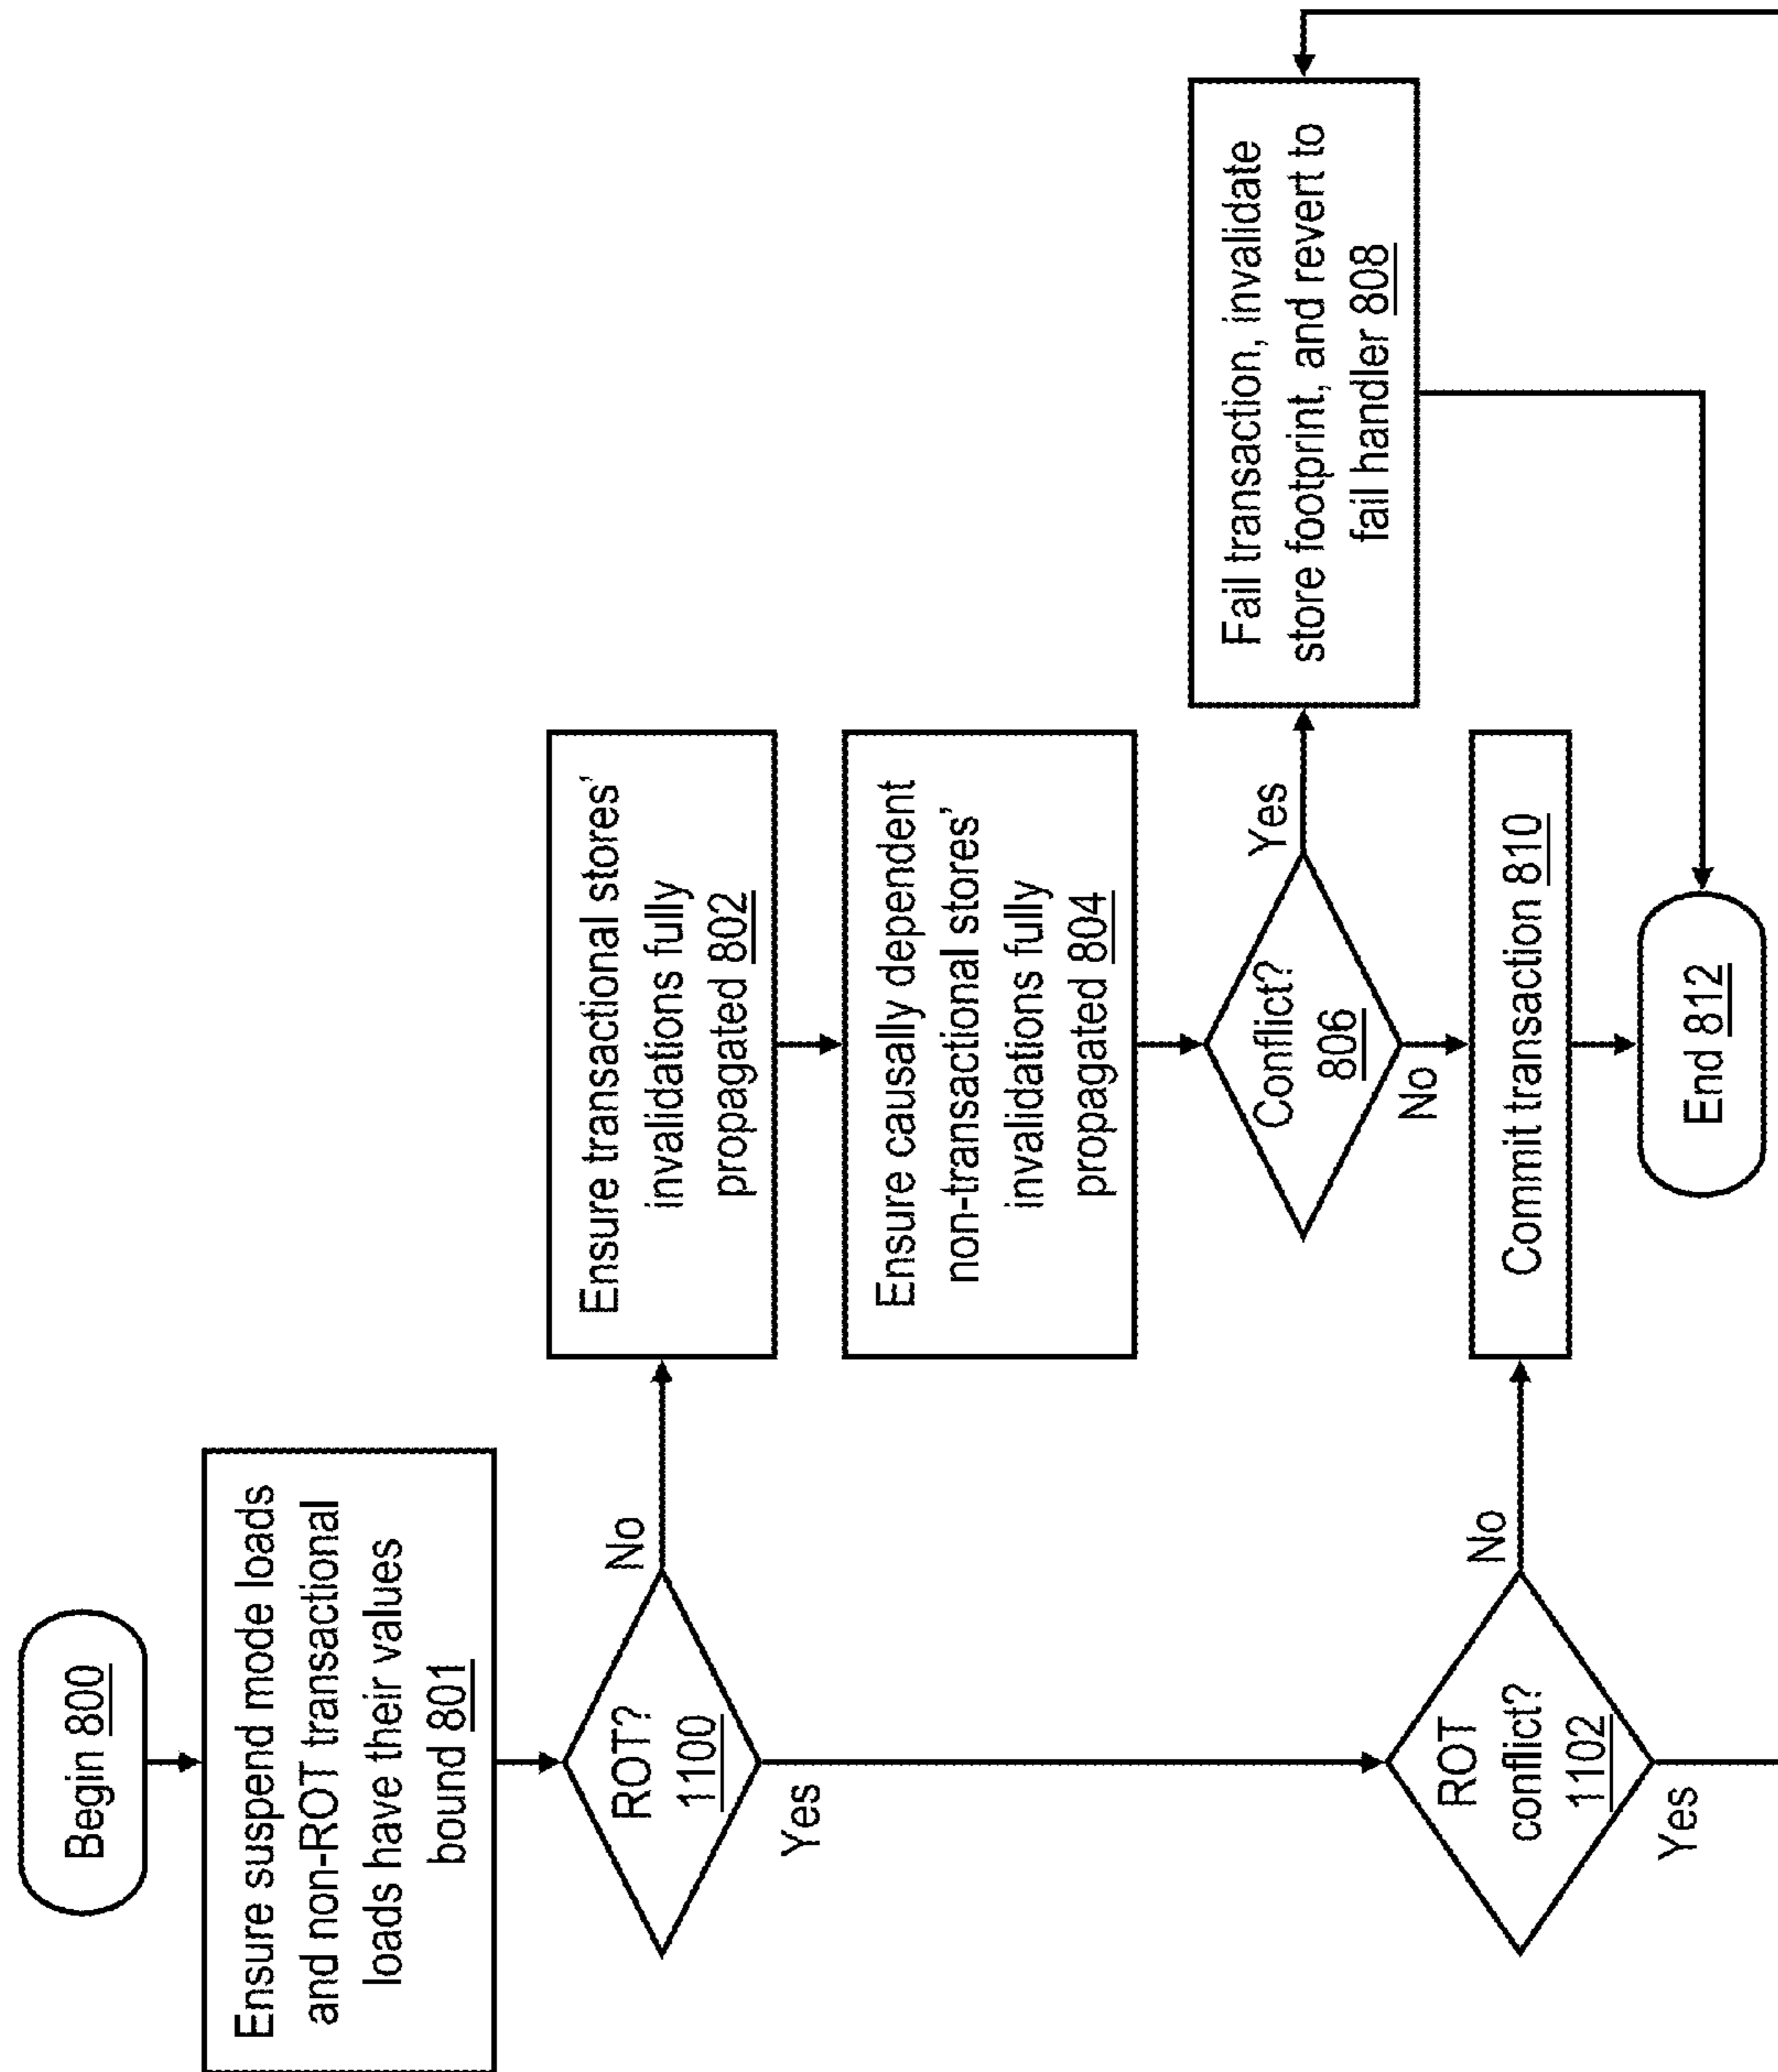 Begin 800
Ensure suspend mode loads
and non-ROT transactional
loads have their values
bound 801
ROT?
1100
No
Yes
Ensure transactional stores'
invalidations fully
propagated 802
Ensure causally dependent
non-transactional stores'
invalidations fully
propagated 804
Conflict?
806
Yes
No
Fail transaction, invalidate
store footprint, and revert to
fail handler 808
ROT
conflict?
1102
No
Yes
Commit transaction 810
End 812